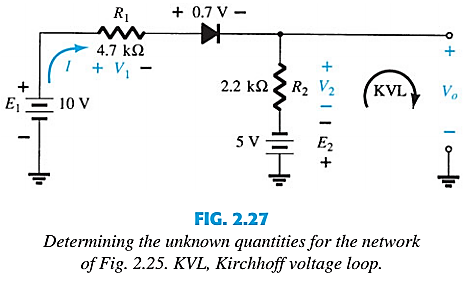 R1 + 0.7 V –
4.7 kΩ
I + V1 –
+
E1 10 V
–
2.2 kΩ R2 + V2 –
5 V – E2 +
KVL
+ Vo –
FIG. 2.27
Determining the unknown quantities for the network
of Fig. 2.25. KVL, Kirchhoff voltage loop.